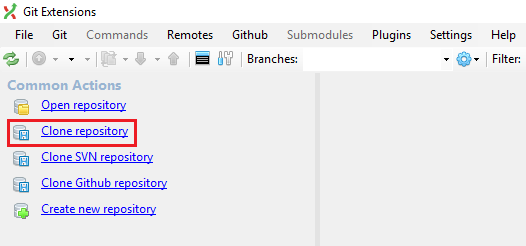 Git Extensions
File Git Commands Remotes Github Submodules Plugins Settings Help
Branches: Filter:
Common Actions
Open repository
Clone repository
Clone SVN repository
Clone Github repository
Create new repository